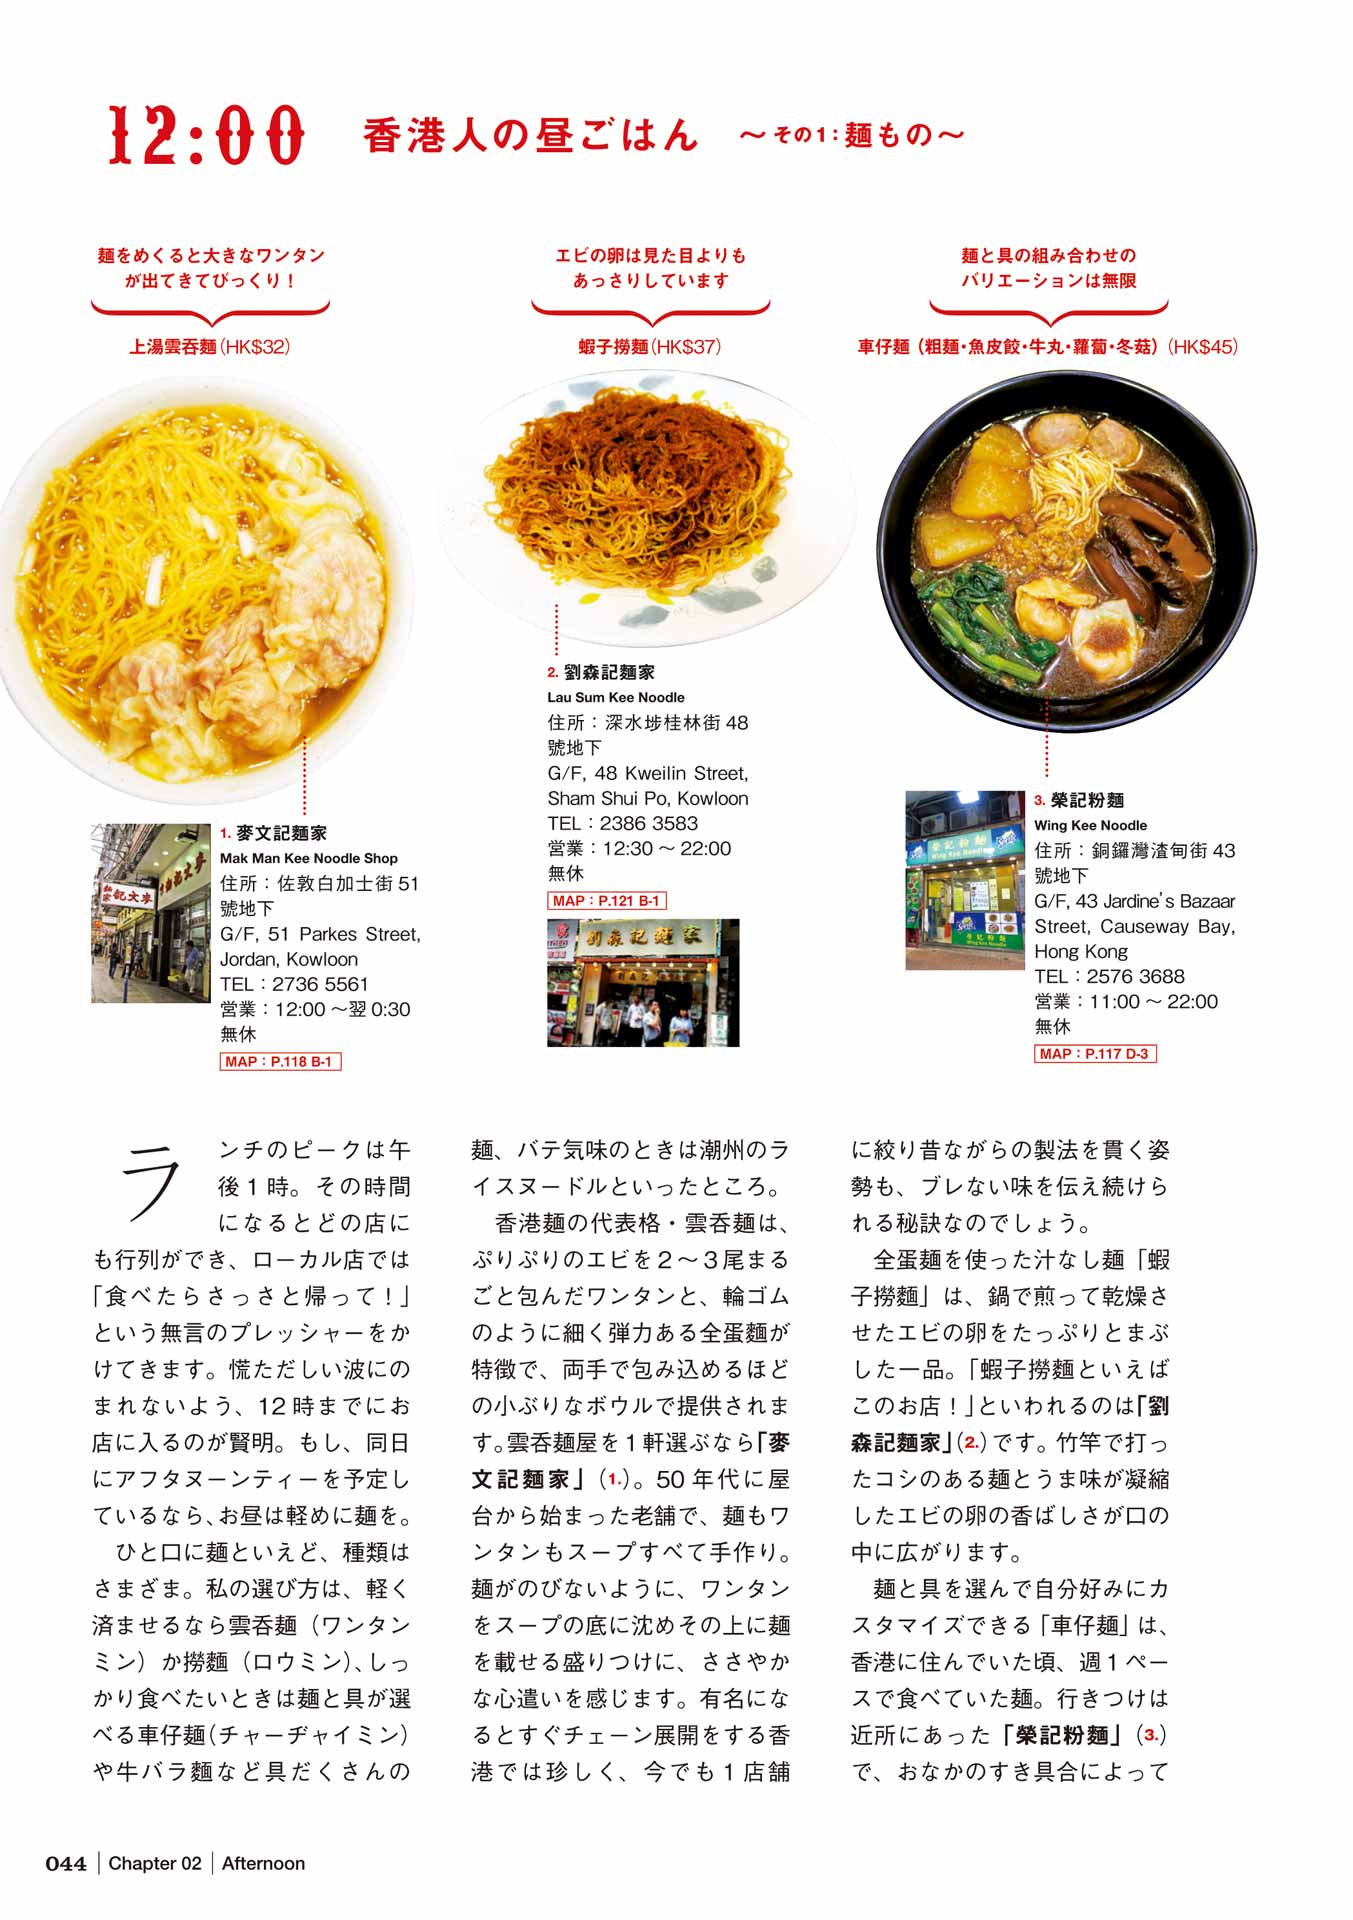 12:00 香港人の昼ごはん ～その1：麺もの～
麺をめくると大きなワンタン
が出てきてびっくり！
上湯雲吞麵（HK$32）
エビの卵は見た目よりも
あっさりしています
蝦子撈麵（HK$37）
麺と具の組み合わせの
バリエーションは無限
車仔麵（粗麵・魚皮餃・牛丸・蘿蔔・冬菇）（HK$45）
麥文記
麵家
麥文記
1. 麥文記麵家
Mak Man Kee Noodle Shop
住所：佐敦白加士街51
號地下
G/F, 51 Parkes Street,
Jordan, Kowloon
TEL：2736 5561
営業：12:00～翌0:30
無休
MAP：P.118 B-1
2. 劉森記麵家
Lau Sum Kee Noodle
住所：深水埗桂林街48
號地下
G/F, 48 Kweilin Street,
Sham Shui Po, Kowloon
TEL：2386 3583
営業：12:30～22:00
無休
MAP：P.121 B-1
劉森記麵家
榮記粉麵
Wing Kee Noodle
榮記粉麵
Wing Kee Noodle
3. 榮記粉麵
Wing Kee Noodle
住所：銅鑼灣渣甸街43
號地下
G/F, 43 Jardine's Bazaar
Street, Causeway Bay,
Hong Kong
TEL：2576 3688
営業：11:00～22:00
無休
MAP：P.117 D-3
ランチのピークは午
後1時。その時間
になるとどの店に
も行列ができ、ローカル店では
「食べたらさっさと帰って！」
という無言のプレッシャーをか
けてきます。慌ただしい波にの
まれないよう、12時までにお
店に入るのが賢明。もし、同日
にアフタヌーンティーを予定し
ているなら、お昼は軽めに麺を。
ひと口に麺といえど、種類は
さまざま。私の選び方は、軽く
済ませるなら雲呑麺（ワンタン
ミン）か撈麺（ロウミン）、しっ
かり食べたいときは麺と具が選
べる車仔麺（チャーヂャイミン）
や牛バラ麺など具だくさんの
麺、バテ気味のときは潮州のラ
イスヌードルといったところ。
香港麺の代表格・雲呑麺は、
ぷりぷりのエビを2～3尾まる
ごと包んだワンタンと、輪ゴム
のように細く弾力ある全蛋麺が
特徴で、両手で包み込めるほど
の小ぶりなボウルで提供されま
す。雲呑麺屋を1軒選ぶなら「麥
文記麵家」（1.）。50年代に屋
台から始まった老舗で、麺もワ
ンタンもスープすべて手作り。
麺がのびないように、ワンタン
をスープの底に沈めその上に麺
を載せる盛りつけに、ささやか
な心遣いを感じます。有名にな
るとすぐチェーン展開をする香
港では珍しく、今でも1店舗
に絞り昔ながらの製法を貫く姿
勢も、ブレない味を伝え続けら
れる秘訣なのでしょう。
全蛋麺を使った汁なし麺「蝦
子撈麺」は、鍋で煎って乾燥さ
せたエビの卵をたっぷりとまぶ
した一品。「蝦子撈麺といえば
このお店！」といわれるのは「劉
森記麵家」（2.）です。竹竿で打っ
たコシのある麺とうま味が凝縮
したエビの卵の香ばしさが口の
中に広がります。
麺と具を選んで自分好みにカ
スタマイズできる「車仔麺」は、
香港に住んでいた頃、週1ペー
スで食べていた麺。行きつけは
近所にあった「榮記粉麵」（3.）
で、おなかのすき具合によって
044 | Chapter 02 | Afternoon